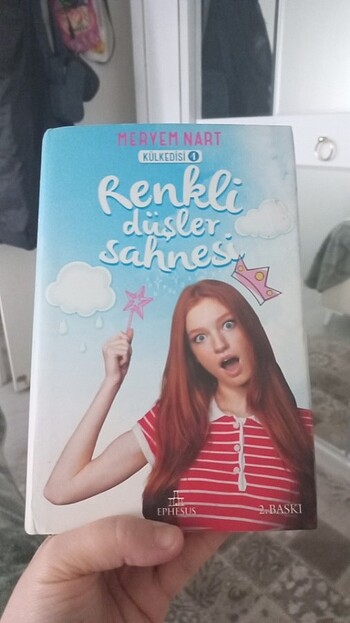 MERYEM NART
KÜLKEDİSİ 1
Renkli
düşler
sahnesi
EPHESUS
2. BASKI